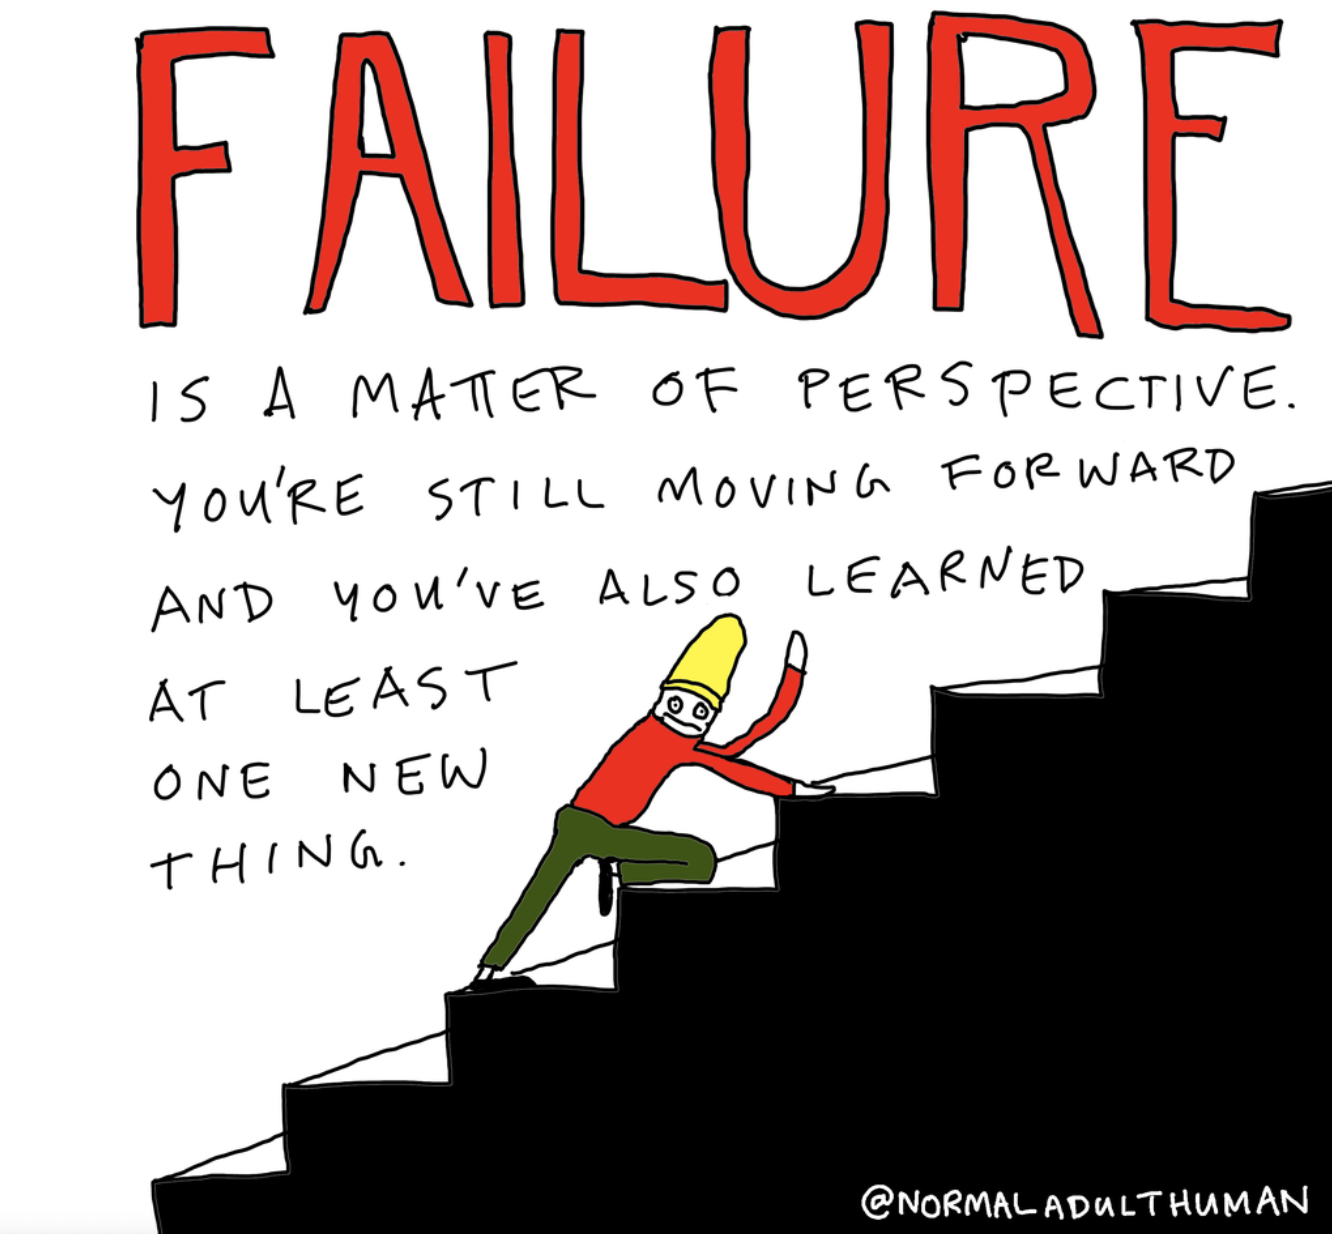 FAILURE
IS A MATTER OF PERSPECTIVE.
YOU'RE STILL MOVING FORWARD
AND YOU'VE ALSO LEARNED
AT LEAST
ONE NEW
THING.
@NORMALADULTHUMAN